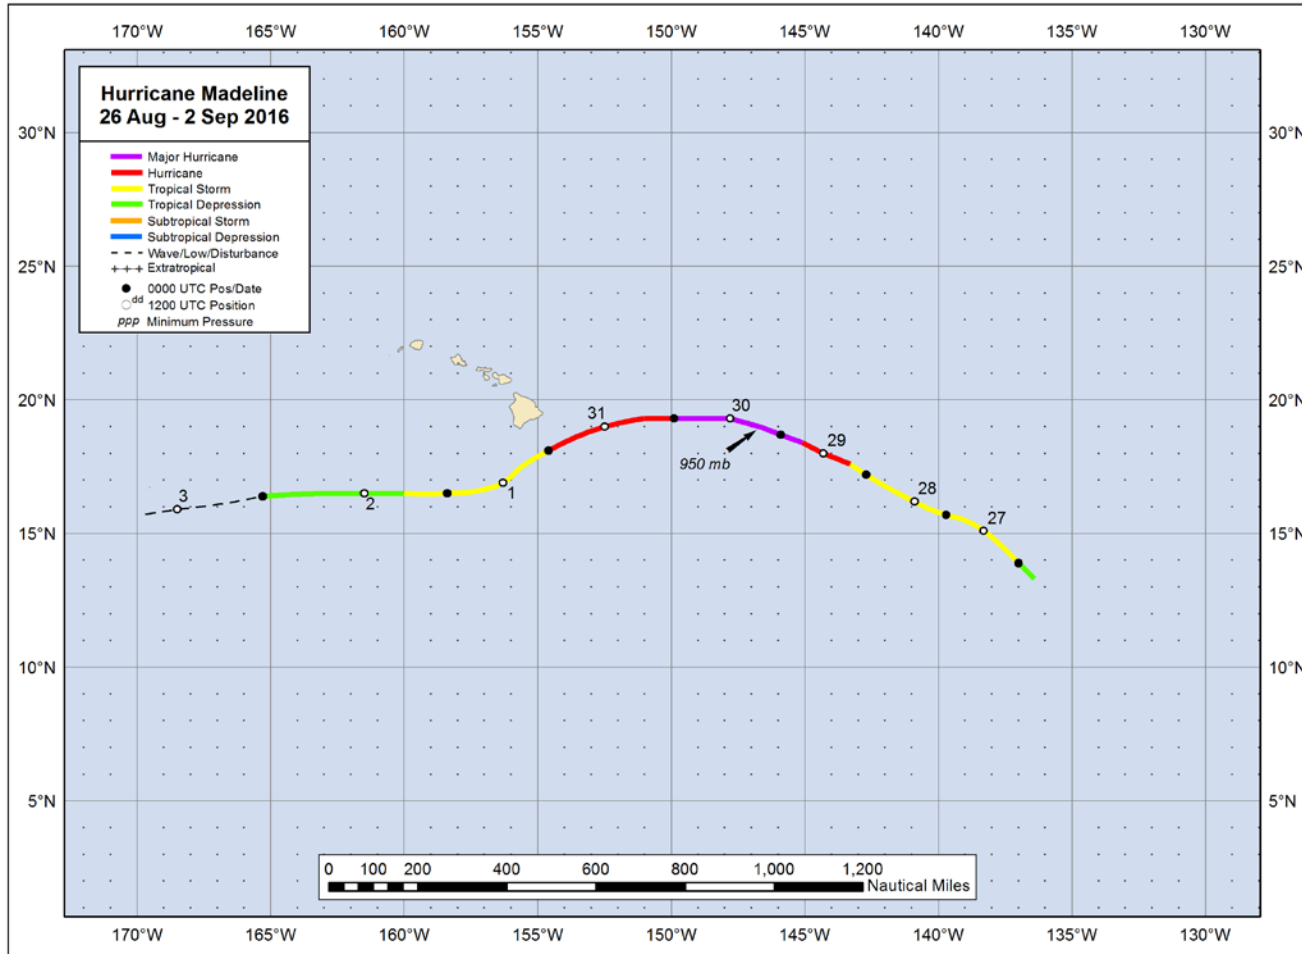 170°W 165°W 160°W 155°W 150°W 145°W 140°W 135°W 130°W
Hurricane Madeline
26 Aug - 2 Sep 2016
Major Hurricane
Hurricane
Tropical Storm
Tropical Depression
Subtropical Storm
Subtropical Depression
Wave/Low/Disturbance
Extratropical
0000 UTC Pos/Date
dd 1200 UTC Position
ppp Minimum Pressure
30°N 30°N
25°N 25°N
20°N 20°N
31 30
29
950 mb
28
3 2 1
27
15°N 15°N
10°N 10°N
5°N 5°N
0 100 200 400 600 800 1,000 1,200
Nautical Miles
170°W 165°W 160°W 155°W 150°W 145°W 140°W 135°W 130°W